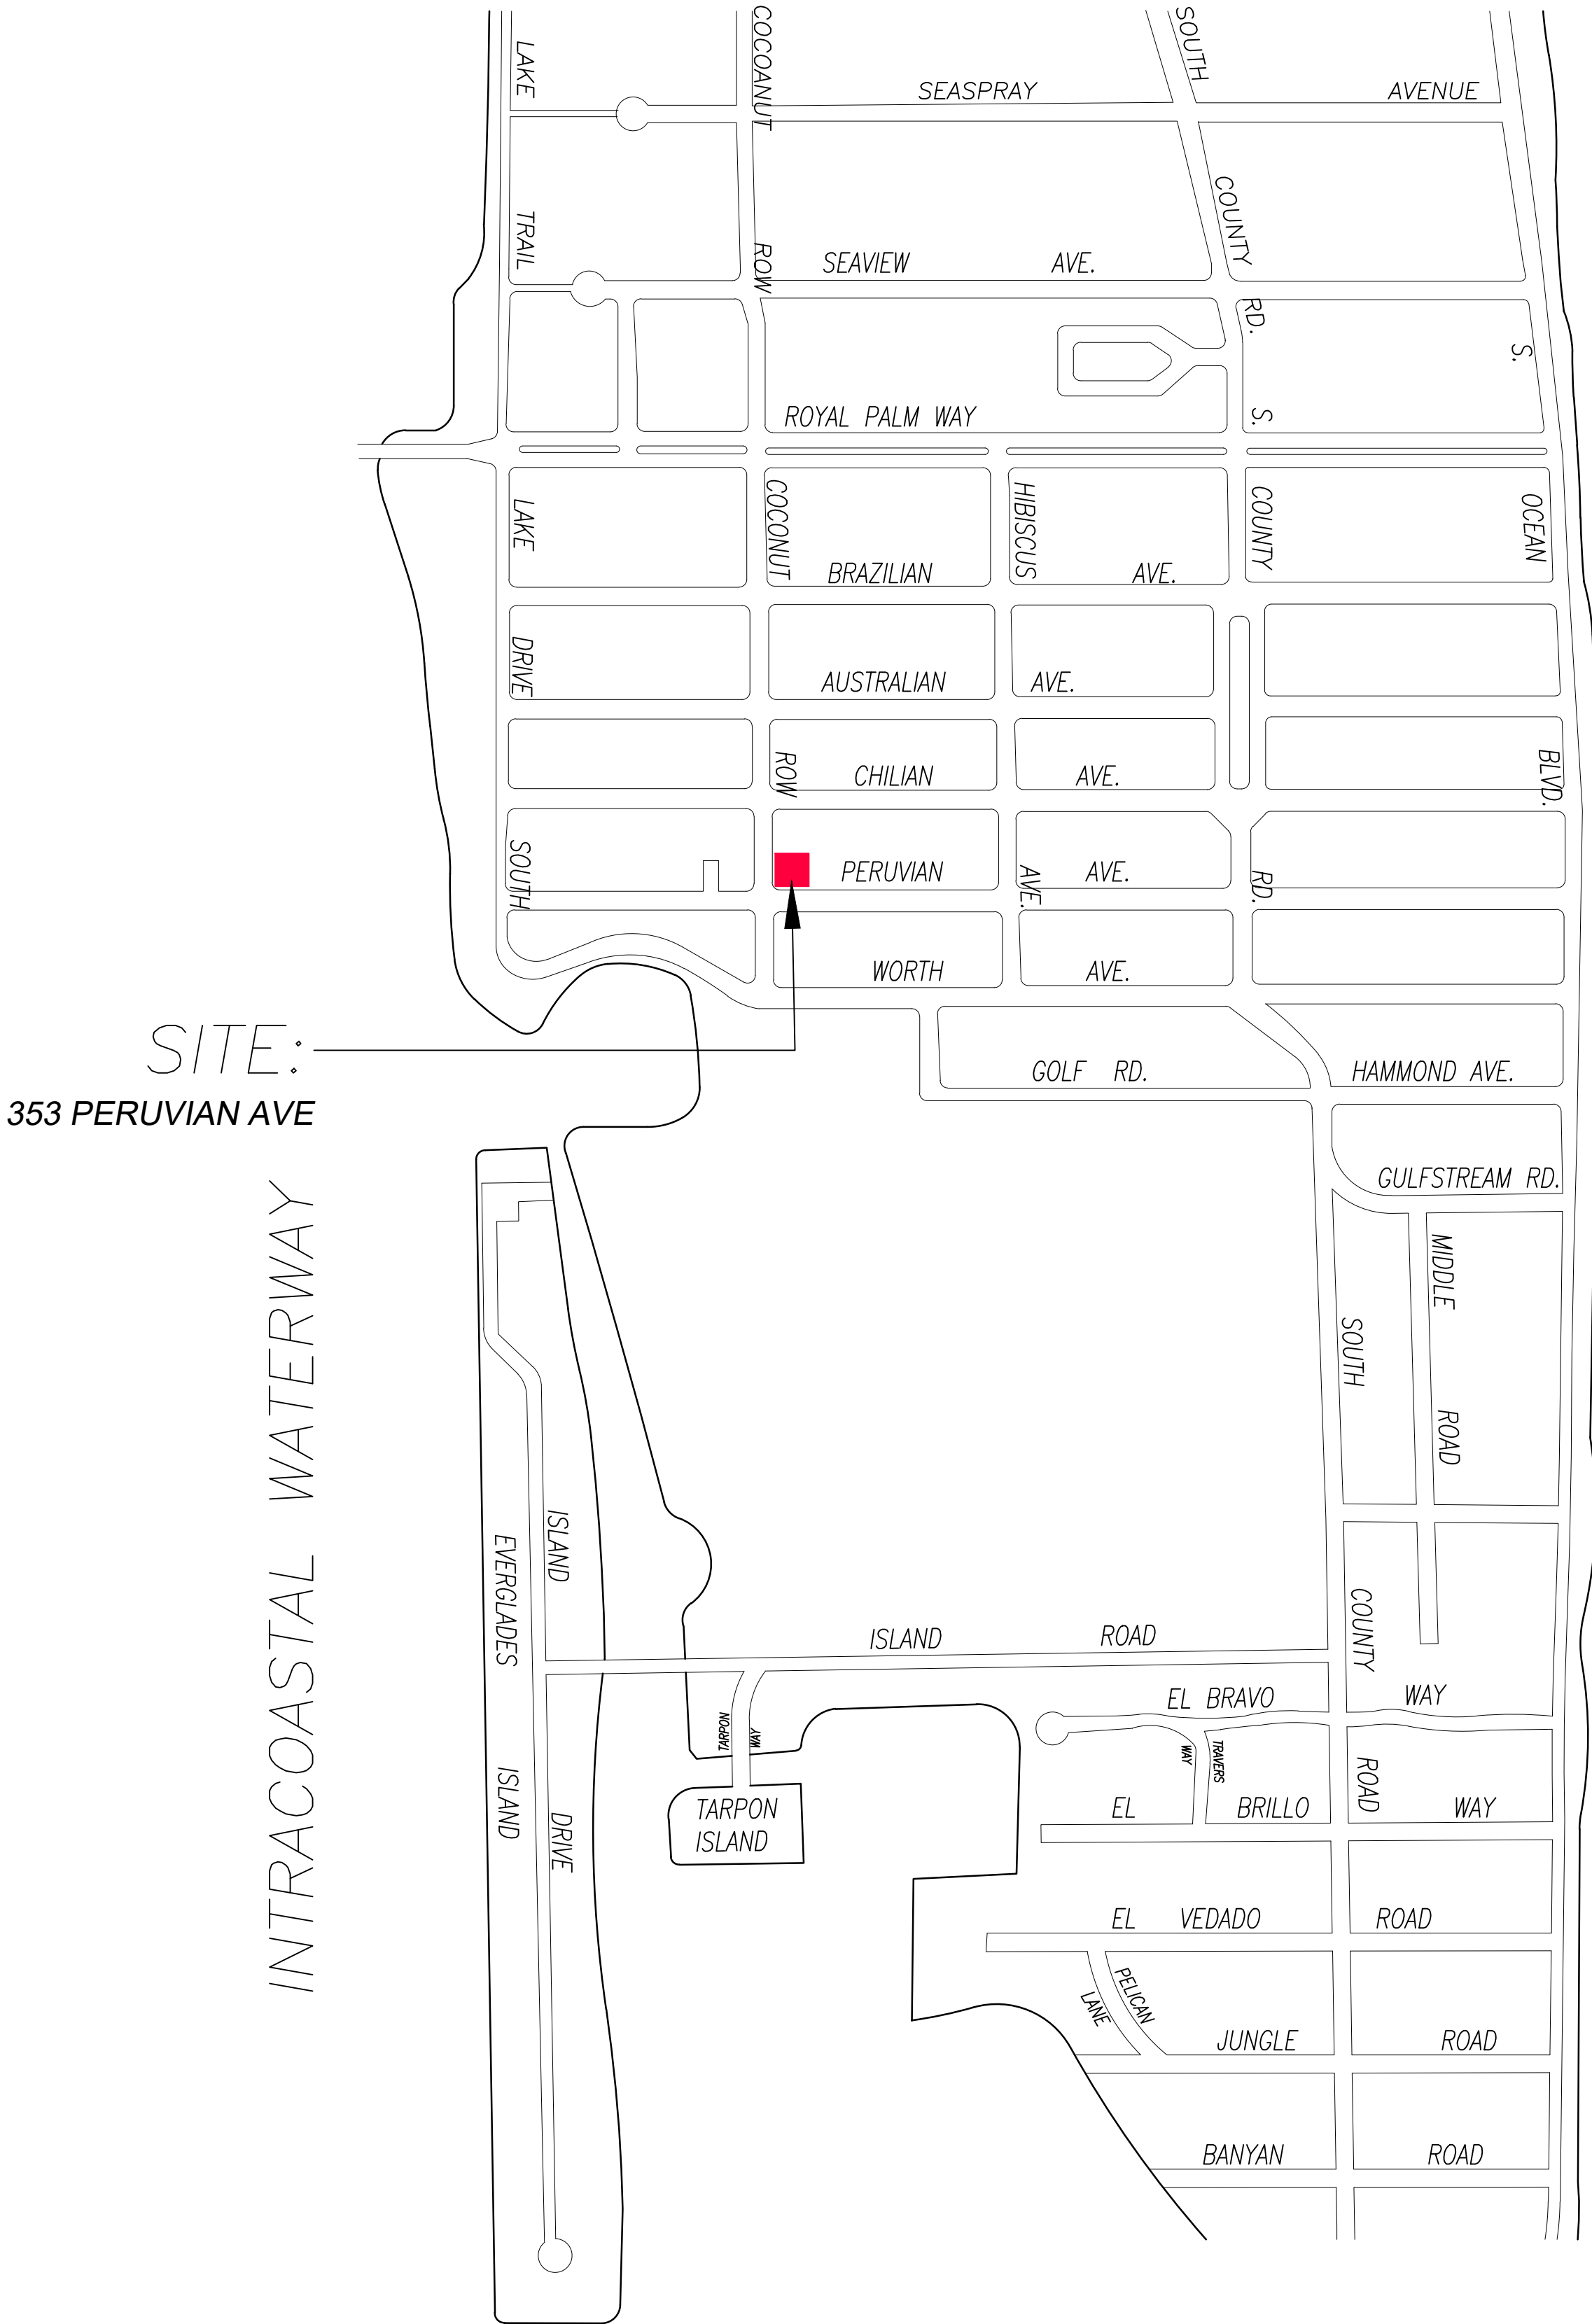 LAKE
COCOANUT
SOUTH
SEASPRAY
AVENUE
TRAIL
ROW
COUNTY
SEAVIEW
AVE.
RD.
S.
ROYAL PALM WAY
S.
LAKE
COCONUT
HIBISCUS
COUNTY
OCEAN
BRAZILIAN
AVE.
DRIVE
AUSTRALIAN
AVE.
ROW
CHILIAN
AVE.
BLVD.
SOUTH
PERUVIAN
AVE.
AVE.
RD.
WORTH
AVE.
SITE:
353 PERUVIAN AVE
GOLF RD.
HAMMOND AVE.
GULFSTREAM RD.
INTRACOASTAL WATERWAY
MIDDLE
SOUTH
ROAD
ISLAND
EVERGLADES
COUNTY
ISLAND
ROAD
EL BRAVO
WAY
TARPON
WAY
WAY
TRAVERS
ROAD
ISLAND
DRIVE
TARPON
ISLAND
EL
BRILLO
WAY
EL
VEDADO
ROAD
LANE
PELICAN
JUNGLE
ROAD
BANYAN
ROAD